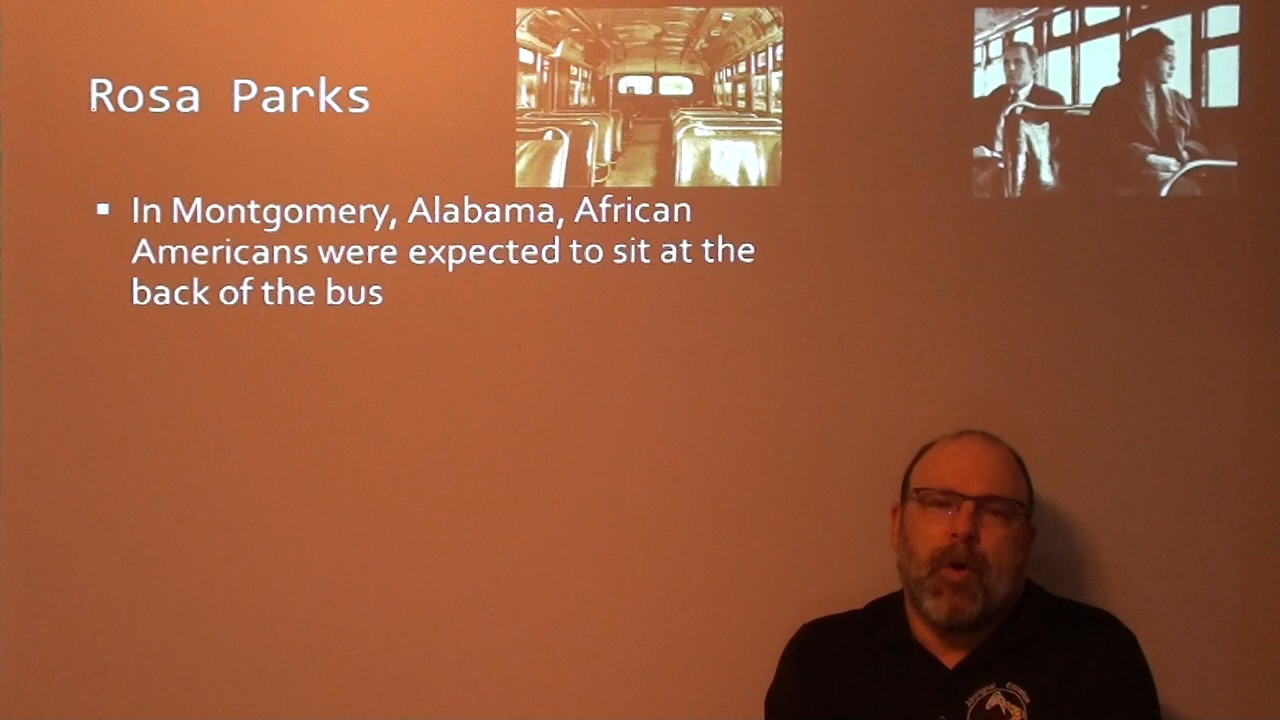 Rosa Parks
▪ In Montgomery, Alabama, African
Americans were expected to sit at the
back of the bus